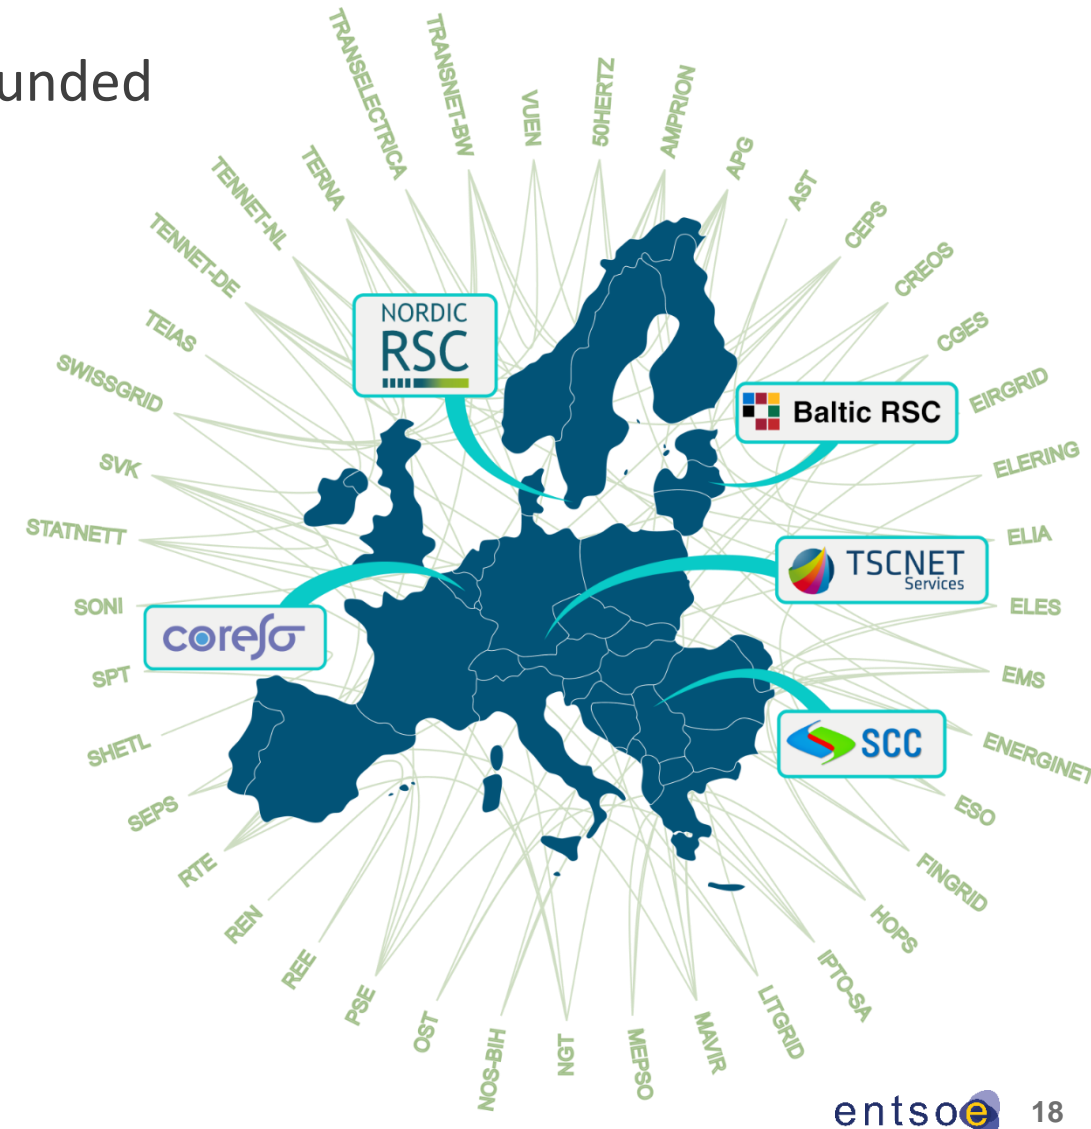 unded
TRANSELECTRICA
TRANSNET-BW
VUEN
50HERTZ
AMPRION
APG
AST
CEPS
CREOS
CGES
EIRGRID
ELERING
ELIA
ELES
EMS
ENERGINET
ESO
FINGRID
HOPS
IPTO-SA
LITGRID
MAVIR
MEPSO
NGT
NOS-BIH
OST
PSE
REE
REN
RTE
SEPS
SHETL
SPT
SONI
STATNETT
SVK
SWISSGRID
TEIAS
TENNET-DE
TENNET-NL
TERNA
NORDIC
RSC
Baltic RSC
TSCNET
Services
coreso
SCC
entsoe
18